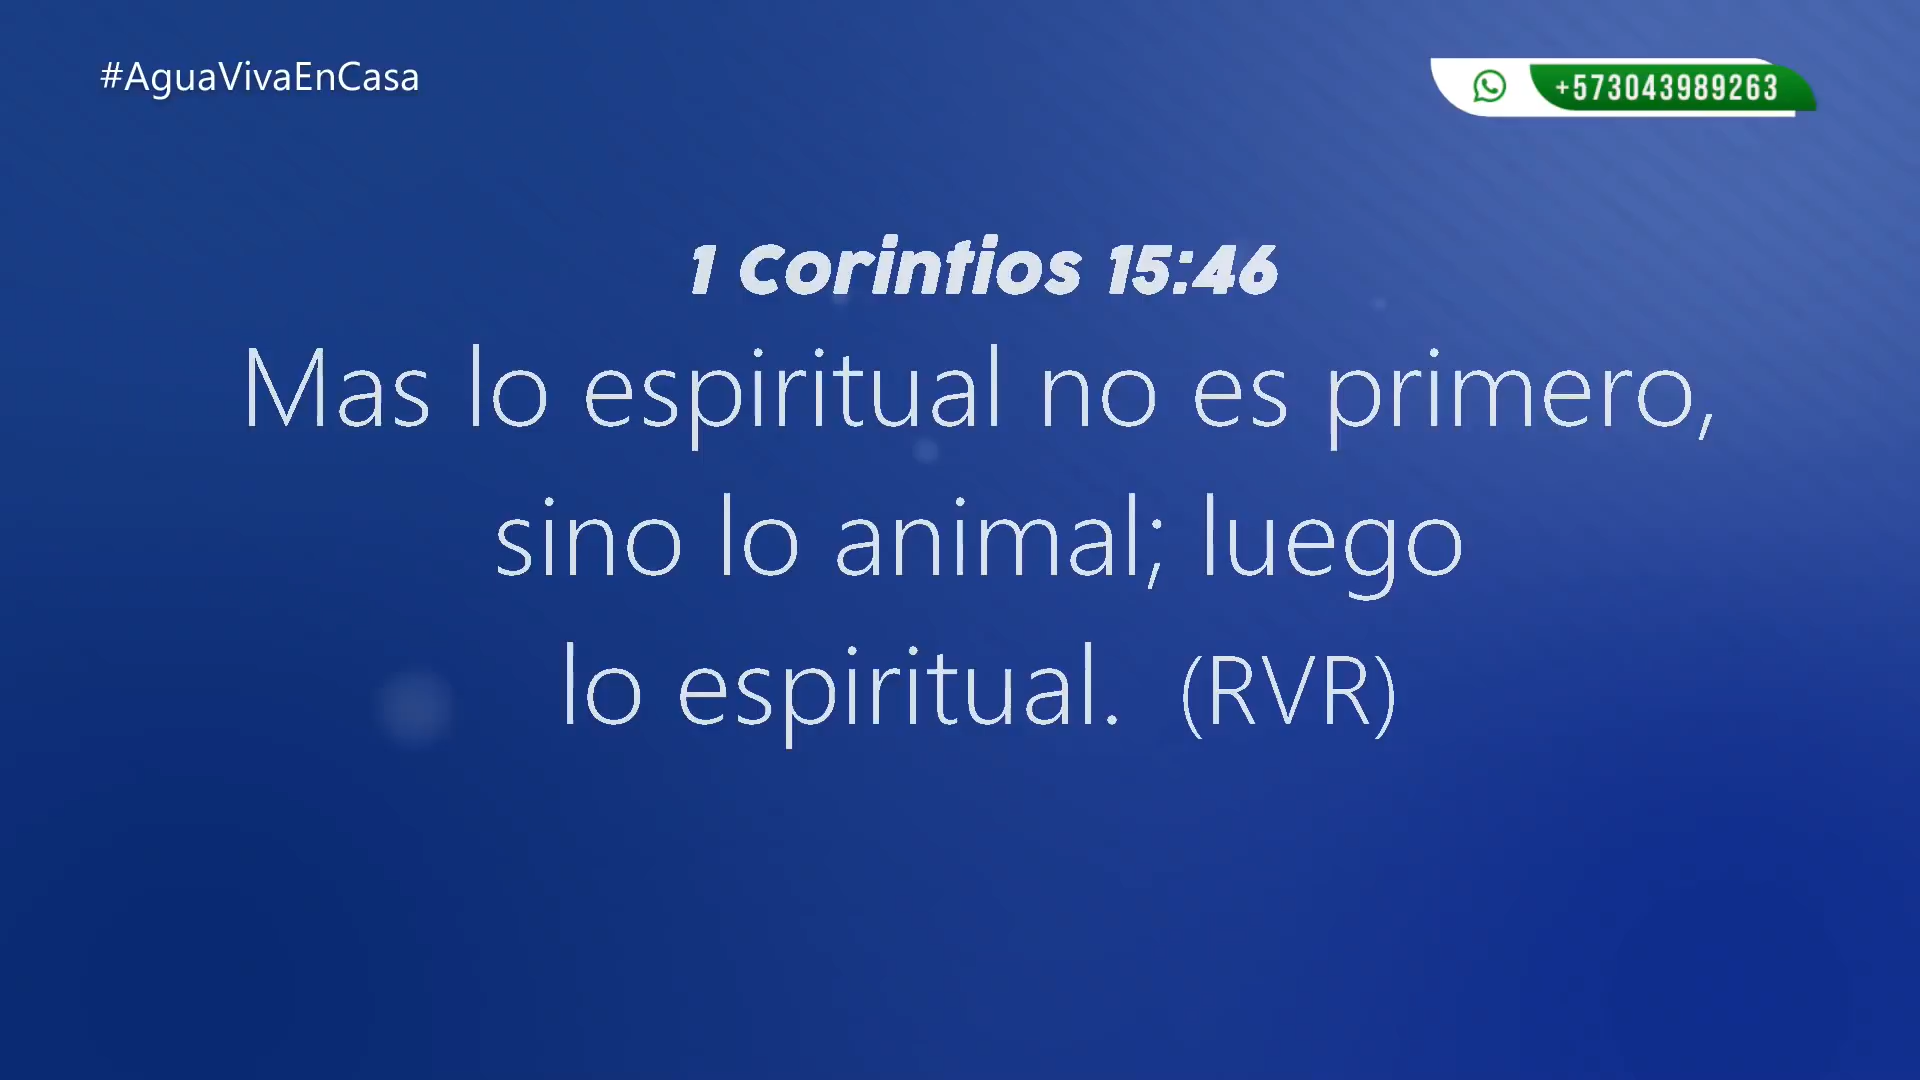 #AguaVivaEnCasa
+573043989263
1 Corintios 15:46
Mas lo espiritual no es primero,
sino lo animal; luego
lo espiritual.  (RVR)